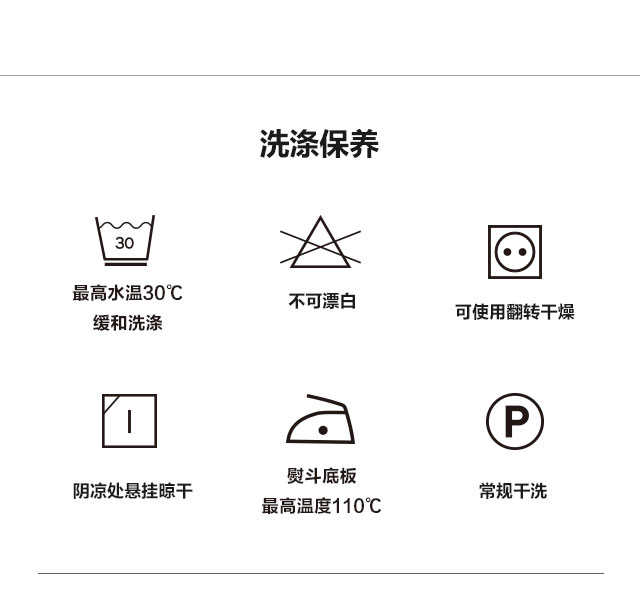 洗涤保养
30
最高水温30℃
缓和洗涤
不可漂白
可使用翻转干燥
阴凉处悬挂晾干
熨斗底板
最高温度110℃
P
常规干洗